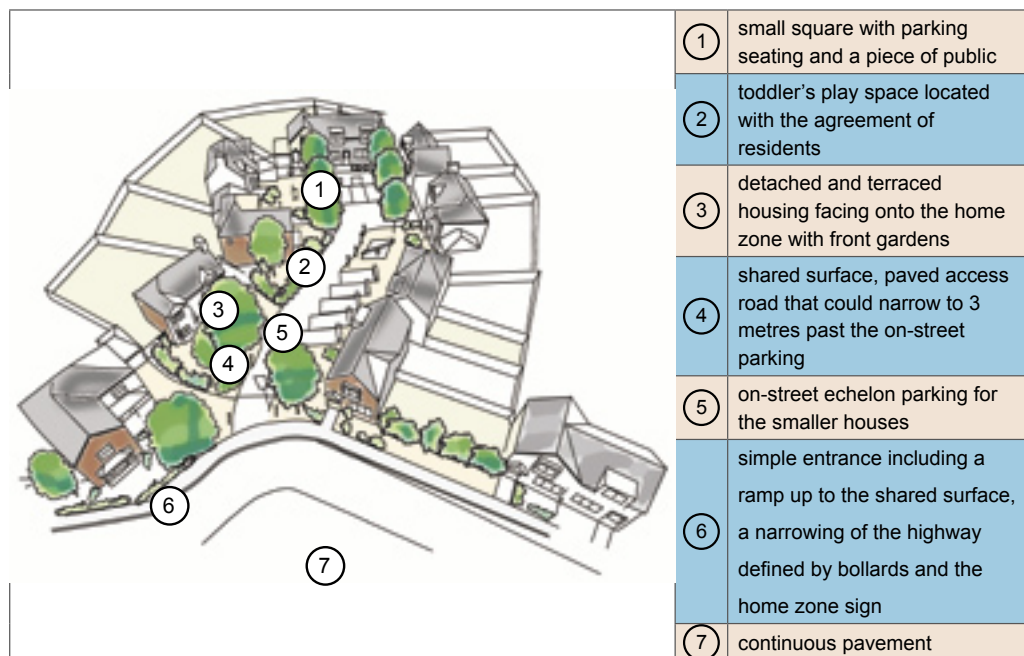 1
2
3
4
5
6
7
1 small square with parking
seating and a piece of public
2 toddler’s play space located
with the agreement of
residents
3 detached and terraced
housing facing onto the home
zone with front gardens
4 shared surface, paved access
road that could narrow to 3
metres past the on-street
parking
5 on-street echelon parking for
the smaller houses
6 simple entrance including a
ramp up to the shared surface,
a narrowing of the highway
defined by bollards and the
home zone sign
7 continuous pavement